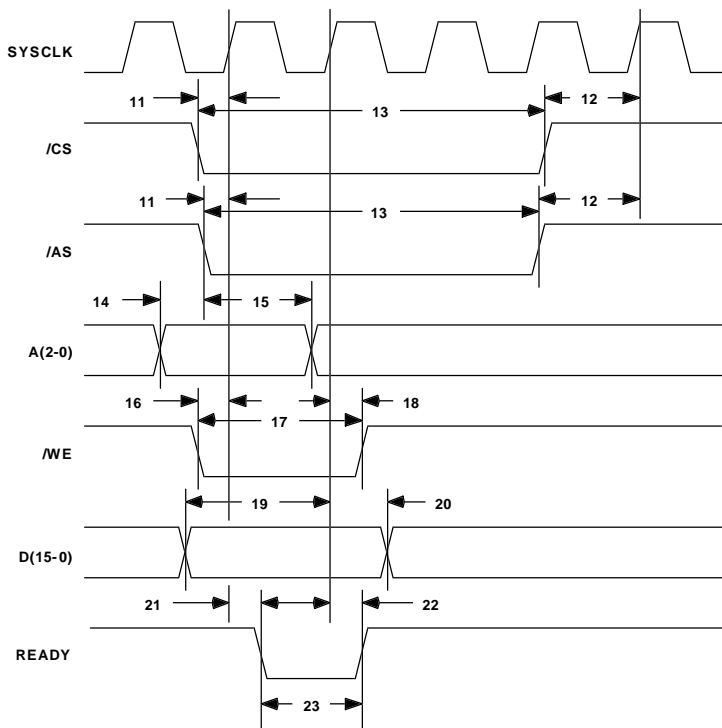 SYSCLK
11
13
12
/CS
11
13
12
/AS
14
15
A(2-0)
16
17
18
/WE
19
20
D(15-0)
21
22
READY
23